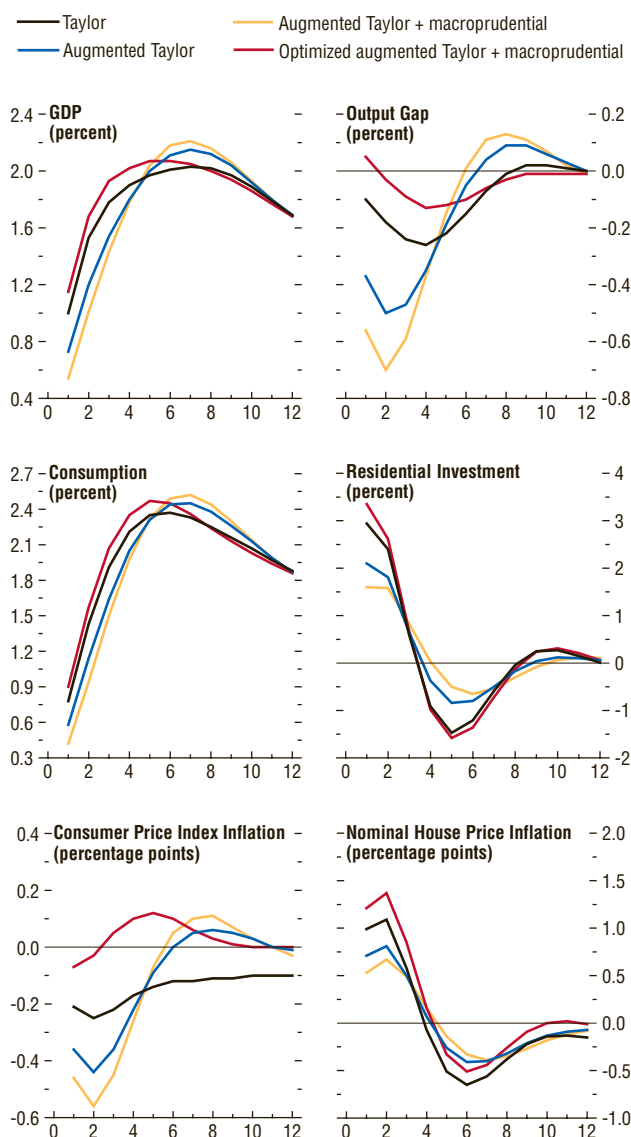 Taylor
Augmented Taylor + macroprudential
Augmented Taylor
Optimized augmented Taylor + macroprudential
GDP
(percent)
2.4
2.0
1.6
1.2
0.8
0.4
0 2 4 6 8 10 12
Output Gap
(percent)
0.2
0.0
-0.2
-0.4
-0.6
-0.8
0 2 4 6 8 10 12
Consumption
(percent)
2.7
2.4
2.1
1.8
1.5
1.2
0.9
0.6
0.3
0 2 4 6 8 10 12
Residential Investment
(percent)
4
3
2
1
0
-1
-2
0 2 4 6 8 10 12
Consumer Price Index Inflation
(percentage points)
0.4
0.2
0.0
-0.2
-0.4
-0.6
0 2 4 6 8 10 12
Nominal House Price Inflation
(percentage points)
2.0
1.5
1.0
0.5
0.0
-0.5
-1.0
0 2 4 6 8 10 12